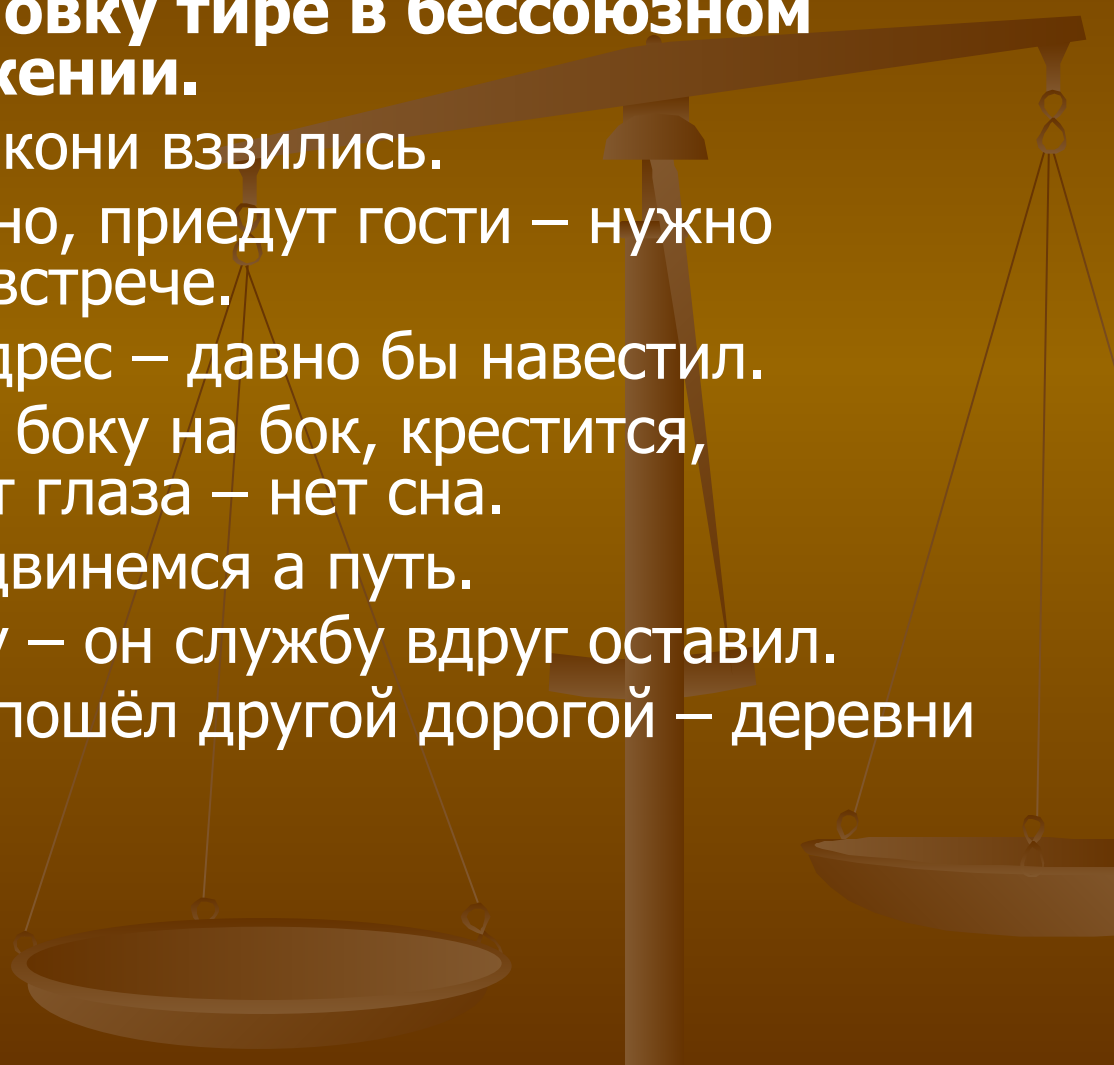 овку тире в бессоюзном
жении.
кони взвились.
но, приедут гости – нужно
встрече.
дрес – давно бы навестил.
боку на бок, крестится,
т глаза – нет сна.
двинемся а путь.
у – он службу вдруг оставил.
пошёл другой дорогой – деревни